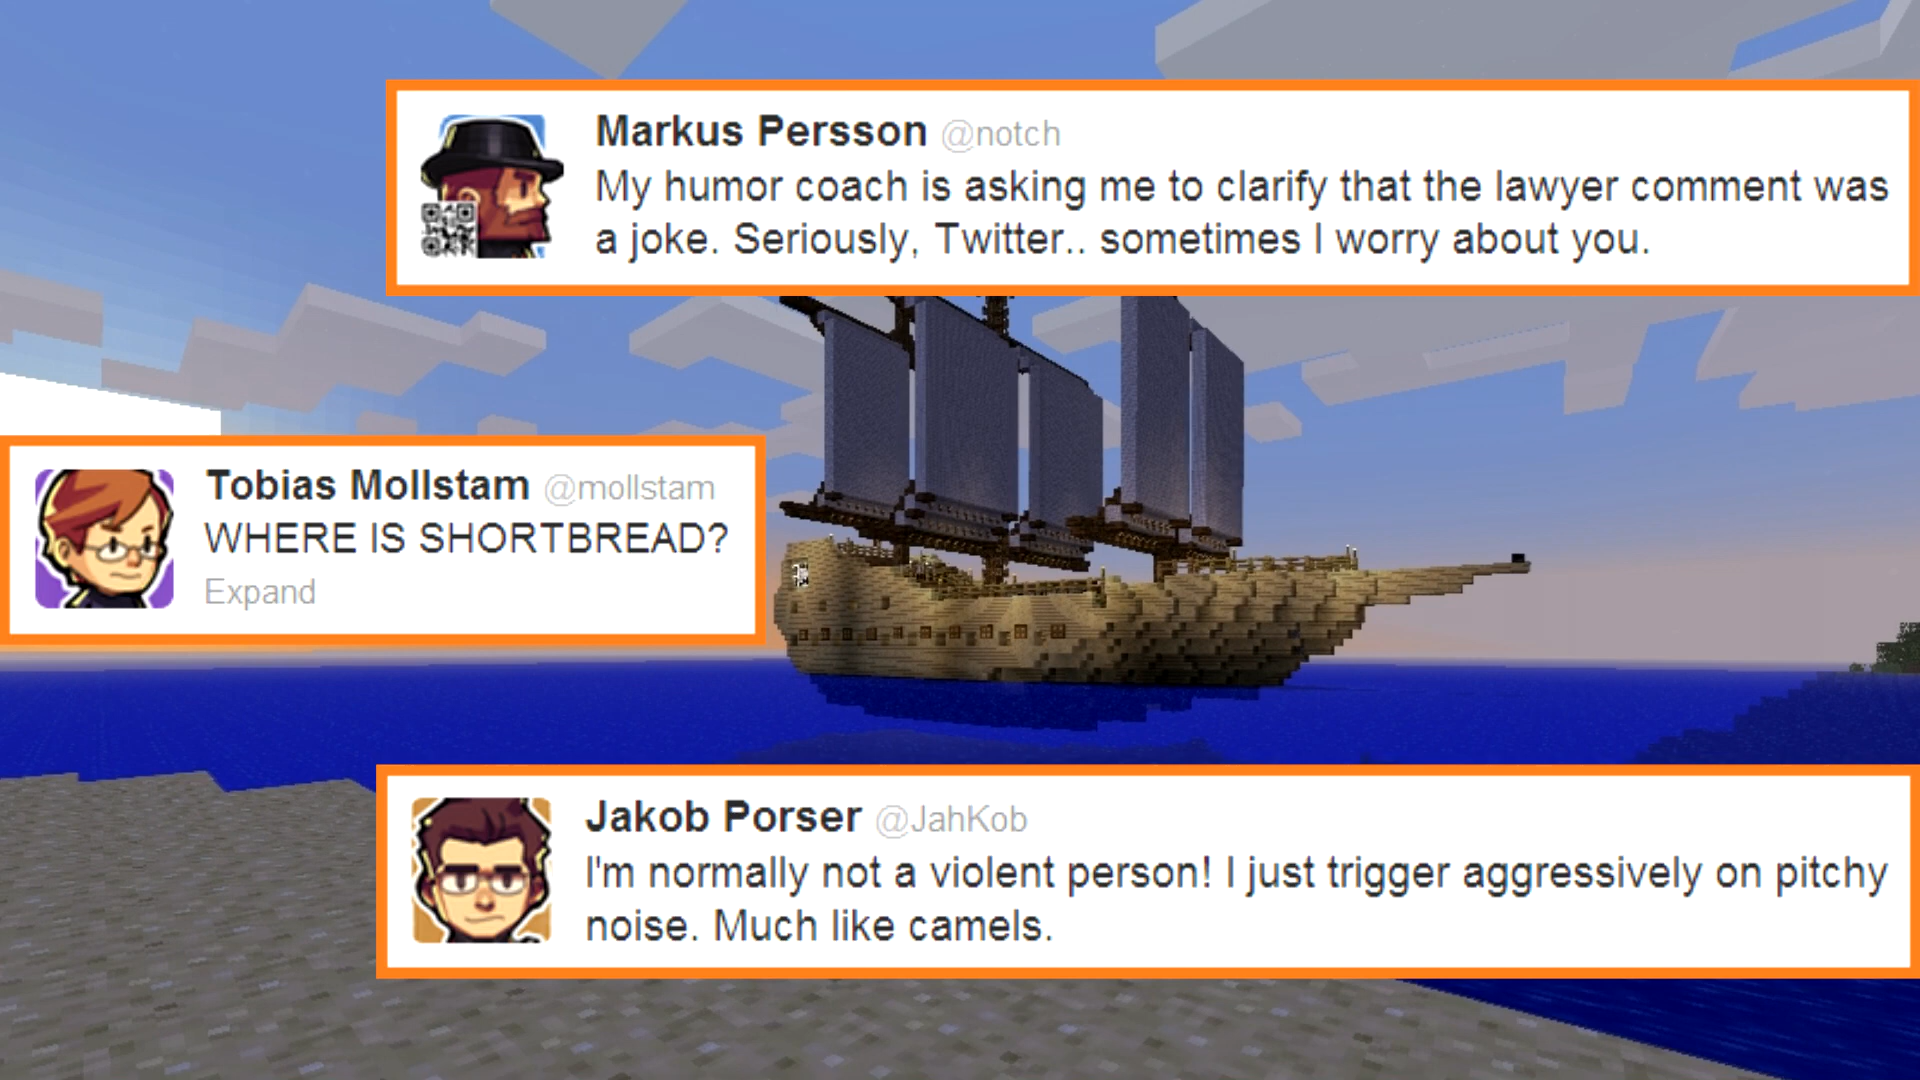 Markus Persson @notch
My humor coach is asking me to clarify that the lawyer comment was
a joke. Seriously, Twitter.. sometimes I worry about you.
Tobias Mollstam @mollstam
WHERE IS SHORTBREAD?
Expand
Jakob Porser @JahKob
I'm normally not a violent person! I just trigger aggressively on pitchy
noise. Much like camels.